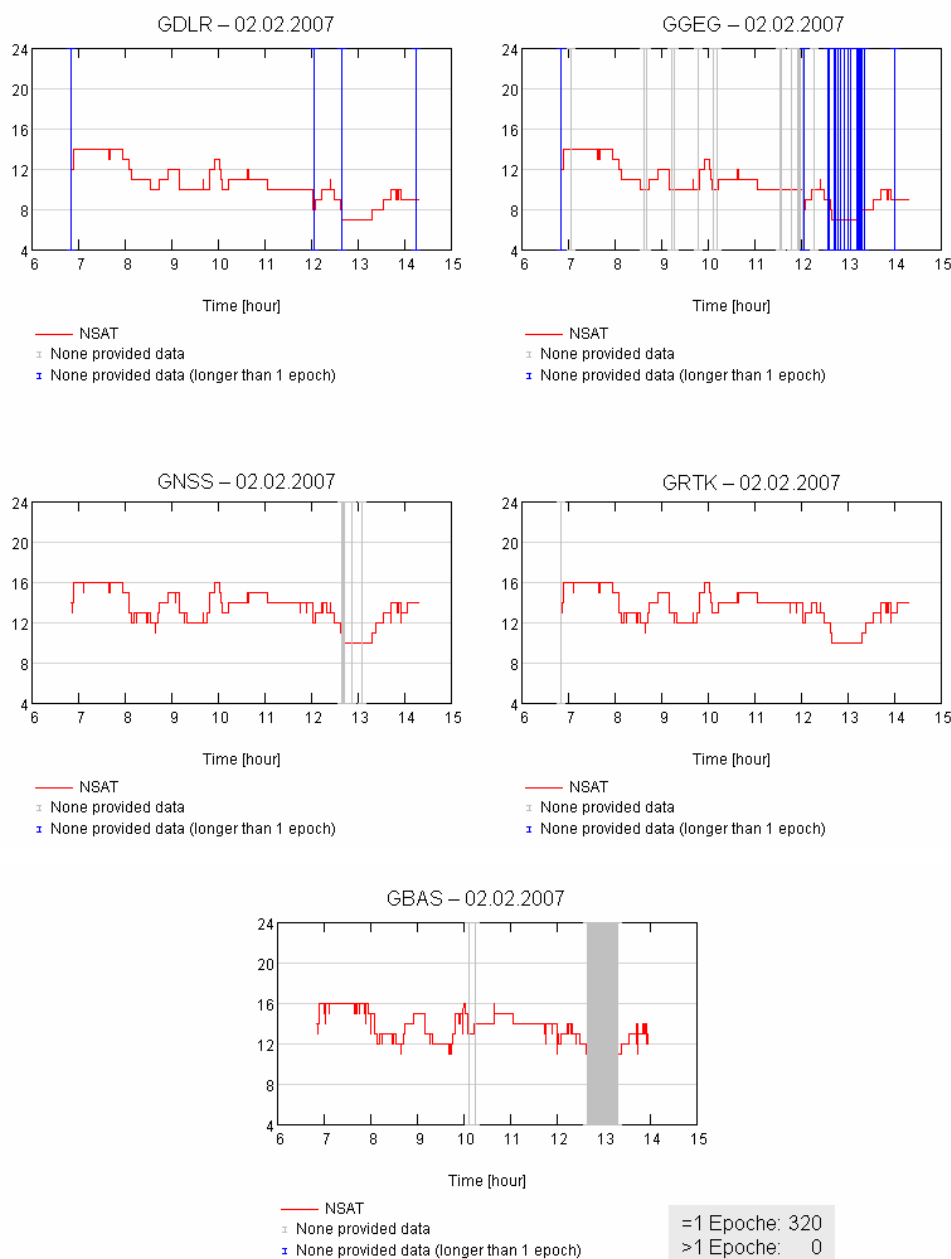 GDLR – 02.02.2007
24
20
16
12
8
4
6 7 8 9 10 11 12 13 14 15
Time [hour]
NSAT
None provided data
None provided data (longer than 1 epoch)
GGEG – 02.02.2007
24
20
16
12
8
4
6 7 8 9 10 11 12 13 14 15
Time [hour]
NSAT
None provided data
None provided data (longer than 1 epoch)
GNSS – 02.02.2007
24
20
16
12
8
4
6 7 8 9 10 11 12 13 14 15
Time [hour]
NSAT
None provided data
None provided data (longer than 1 epoch)
GRTK – 02.02.2007
24
20
16
12
8
4
6 7 8 9 10 11 12 13 14 15
Time [hour]
NSAT
None provided data
None provided data (longer than 1 epoch)
GBAS – 02.02.2007
24
20
16
12
8
4
6 7 8 9 10 11 12 13 14 15
Time [hour]
NSAT
None provided data
None provided data (longer than 1 epoch)
=1 Epoche: 320
>1 Epoche: 0